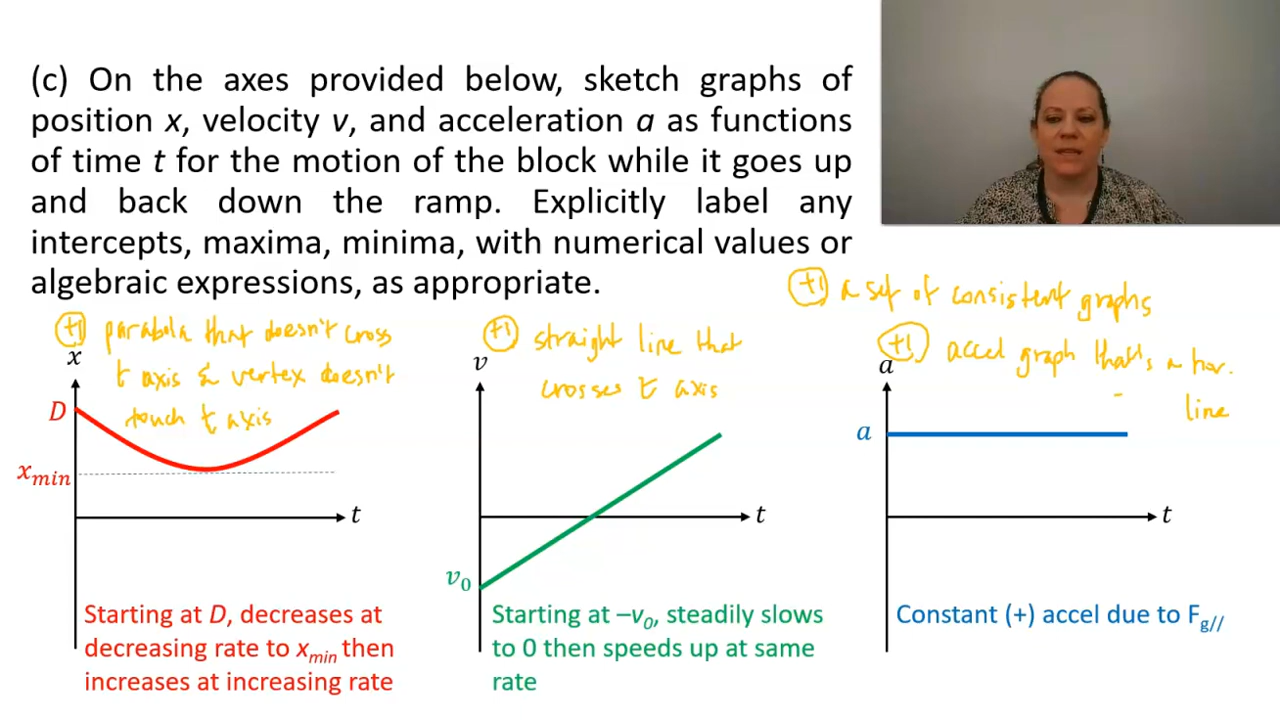 (c) On the axes provided below, sketch graphs of
position x, velocity v, and acceleration a as functions
of time t for the motion of the block while it goes up
and back down the ramp. Explicitly label any
intercepts, maxima, minima, with numerical values or
algebraic expressions, as appropriate.
+1 a set of consistent graphs
+1 parabola that doesn't cross
t axis & vertex doesn't
touch t axis
x
D
x_min
t
Starting at D, decreases at
decreasing rate to x_min then
increases at increasing rate
+1 straight line that
crosses t axis
v
v_0
t
Starting at –v_0, steadily slows
to 0 then speeds up at same
rate
+1 accel graph that's a hor.
line
a
a
t
Constant (+) accel due to F_g//